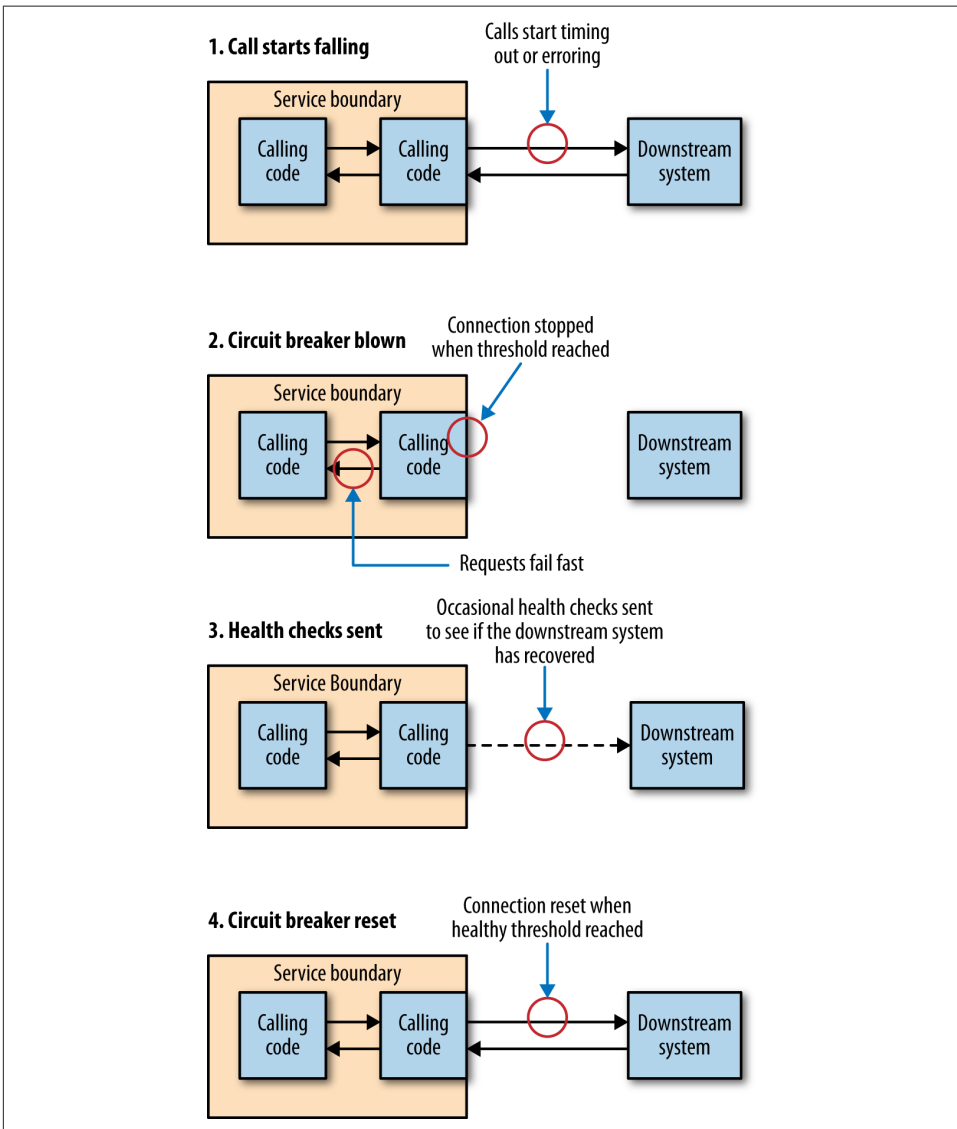 1. Call starts falling
Calls start timing
out or erroring
Service boundary
Calling
code
Calling
code
Downstream
system
2. Circuit breaker blown
Connection stopped
when threshold reached
Service boundary
Calling
code
Calling
code
Downstream
system
Requests fail fast
3. Health checks sent
Occasional health checks sent
to see if the downstream system
has recovered
Service Boundary
Calling
code
Calling
code
Downstream
system
4. Circuit breaker reset
Connection reset when
healthy threshold reached
Service boundary
Calling
code
Calling
code
Downstream
system